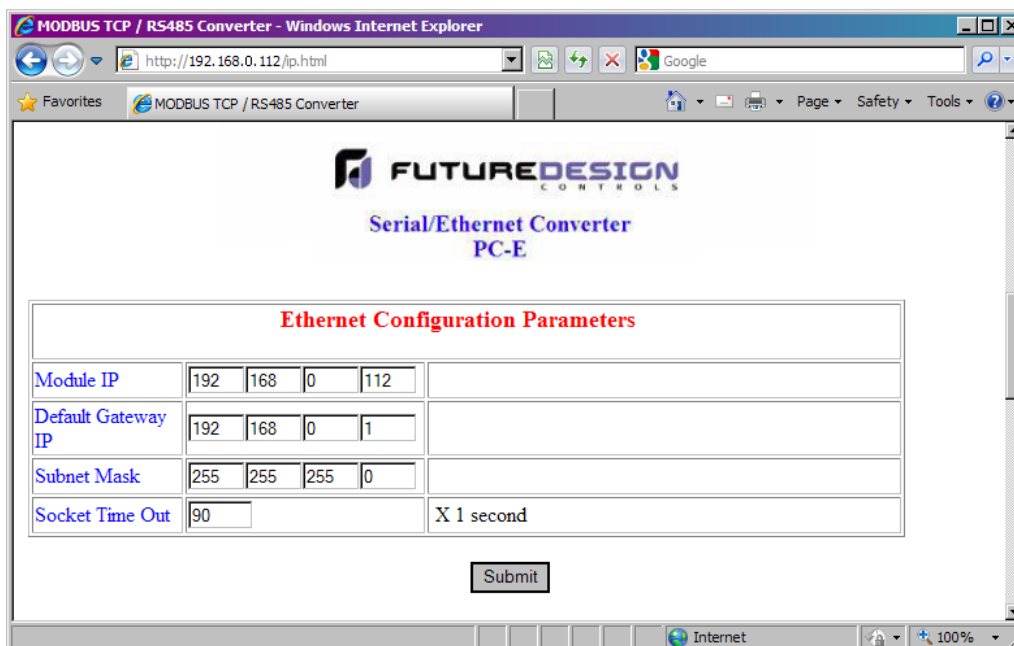 MODBUS TCP / RS485 Converter - Windows Internet Explorer
http://192.168.0.112/ip.html
Google
Favorites
MODBUS TCP / RS485 Converter
Page
Safety
Tools
FUTUREDESIGN
CONTROLS
Serial/Ethernet Converter
PC-E
Ethernet Configuration Parameters
Module IP 192 168 0 112
Default Gateway
IP 192 168 0 1
Subnet Mask 255 255 255 0
Socket Time Out 90 X 1 second
Submit
Internet
100%